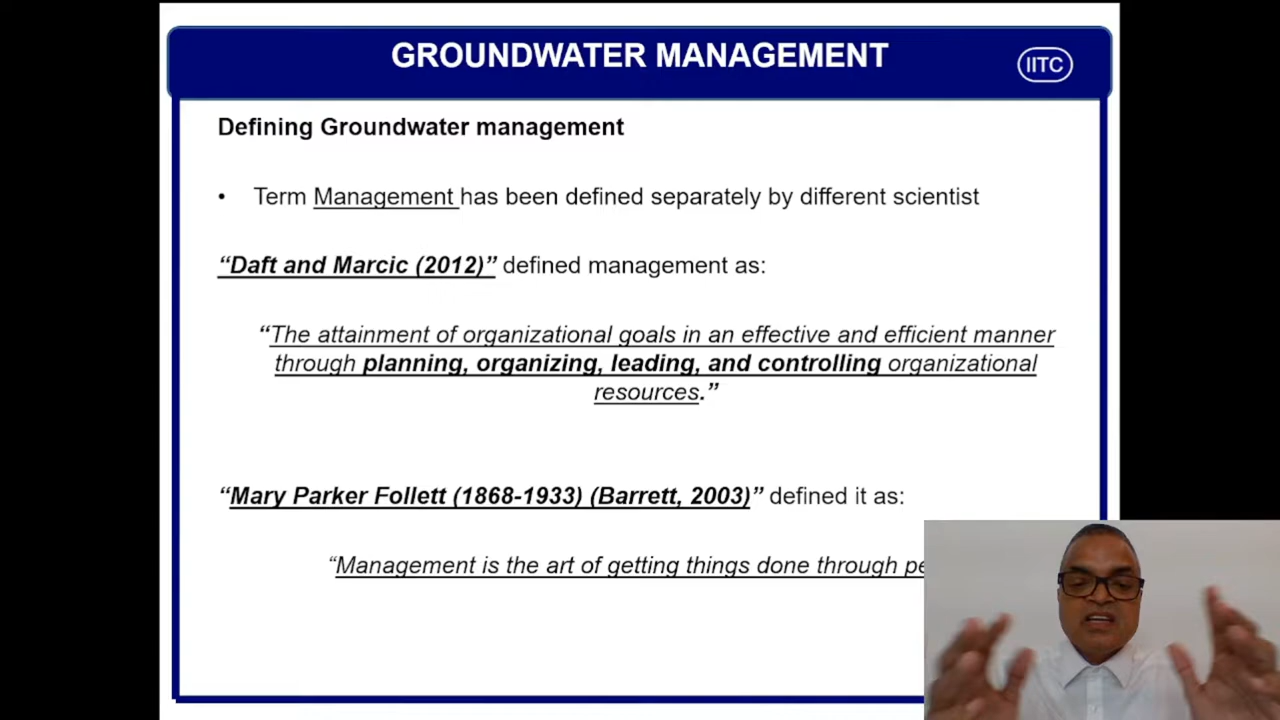 GROUNDWATER MANAGEMENT
IITC
Defining Groundwater management
• Term Management has been defined separately by different scientist
“Daft and Marcic (2012)” defined management as:
“The attainment of organizational goals in an effective and efficient manner
through planning, organizing, leading, and controlling organizational
resources.”
“Mary Parker Follett (1868-1933) (Barrett, 2003)” defined it as:
“Management is the art of getting things done through